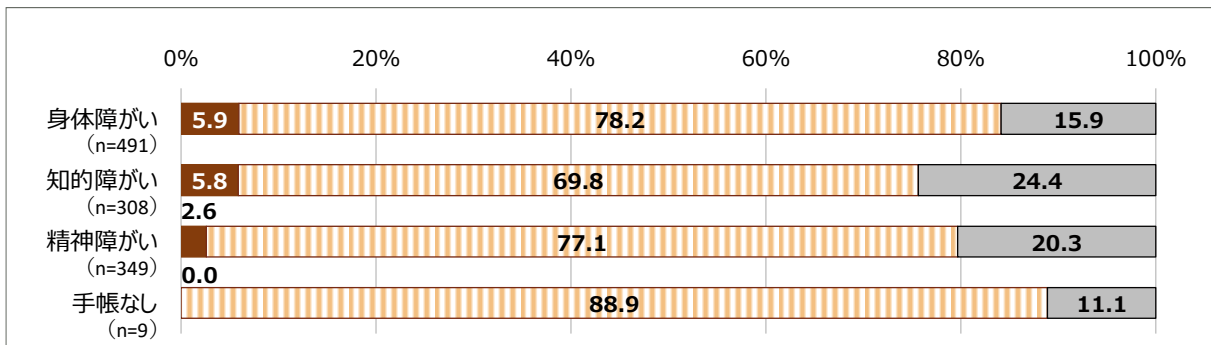 0% 20% 40% 60% 80% 100%
身体障がい 5.9 78.2 15.9
（n=491）
知的障がい 5.8 69.8 24.4
（n=308） 2.6
精神障がい 77.1 20.3
（n=349） 0.0
手帳なし 88.9 11.1
（n=9）